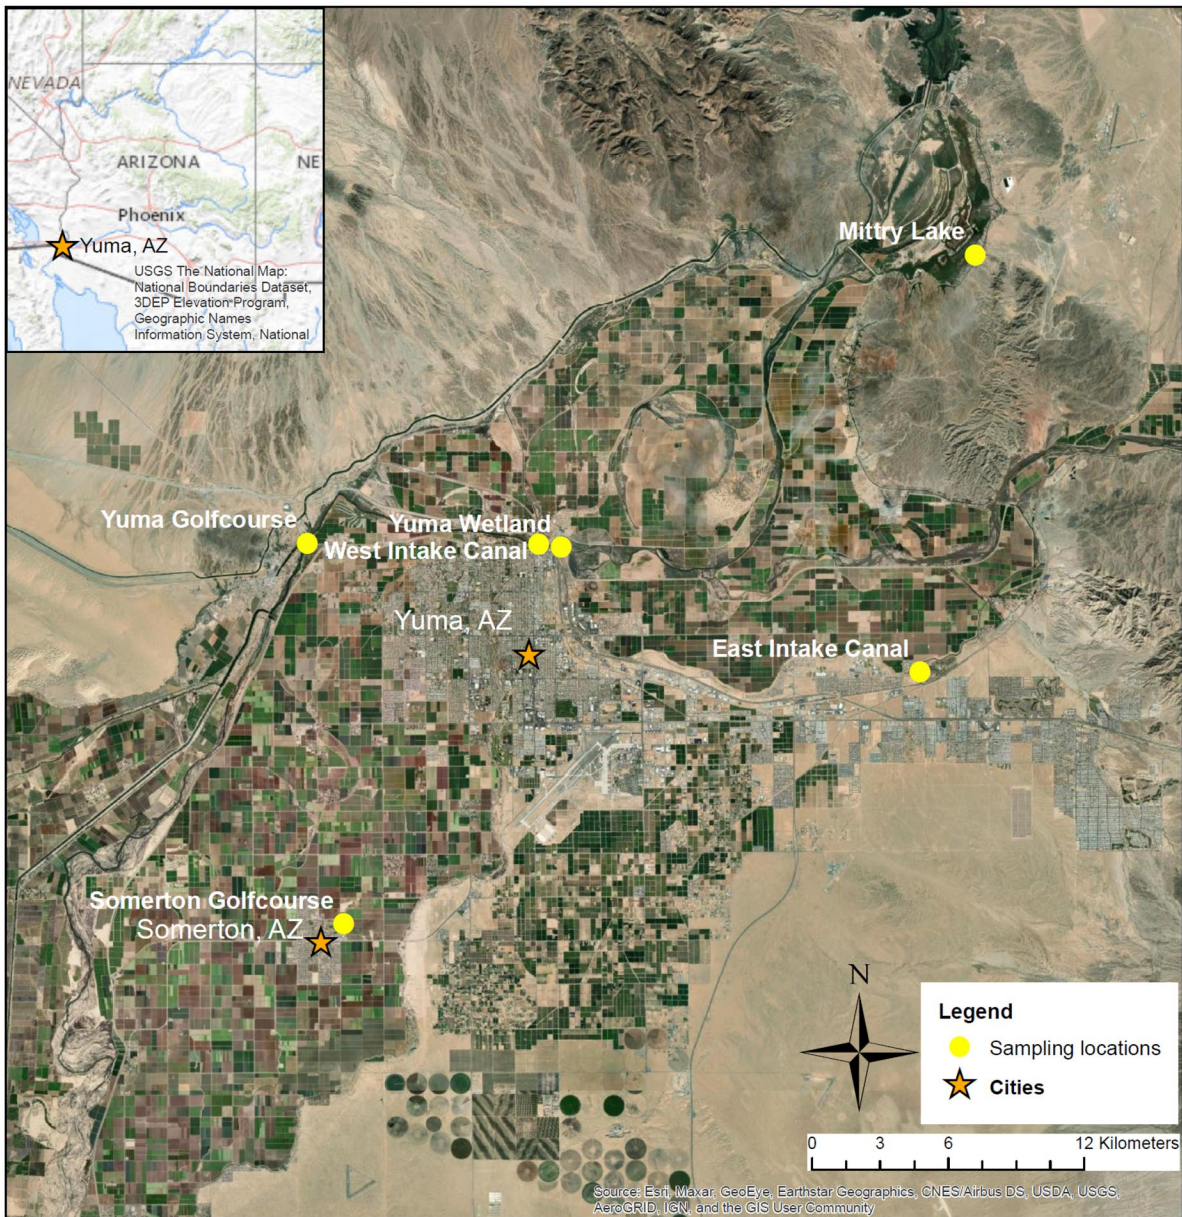 NEVADA
ARIZONA
NE
Phoenix
Yuma, AZ
USGS The National Map:
National Boundaries Dataset,
3DEP Elevation Program,
Geographic Names
Information System, National
Mittry Lake
Yuma Golfcourse
Yuma Wetland
West Intake Canal
Yuma, AZ
East Intake Canal
Somerton Golfcourse
Somerton, AZ
N
Legend
Sampling locations
Cities
0 3 6 12 Kilometers
Source: Esri, Maxar, GeoEye, Earthstar Geographics, CNES/Airbus DS, USDA, USGS,
AeroGRID, IGN, and the GIS User Community